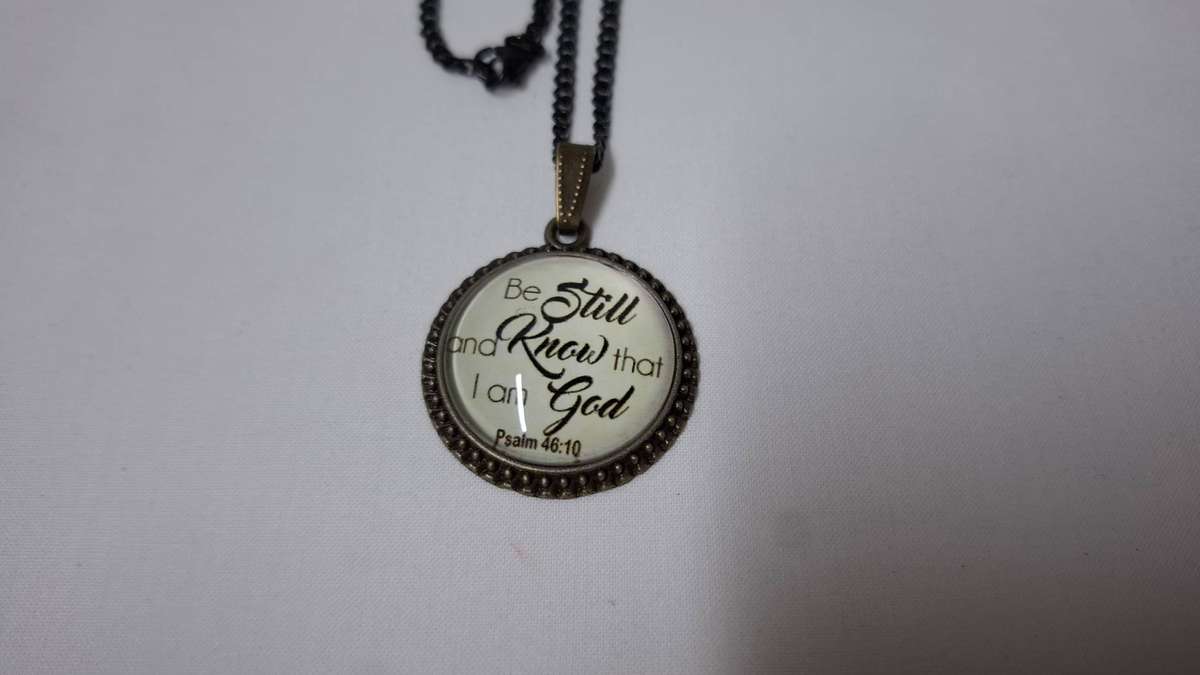 Be Still
and Know that
I am God
Psalm 46:10